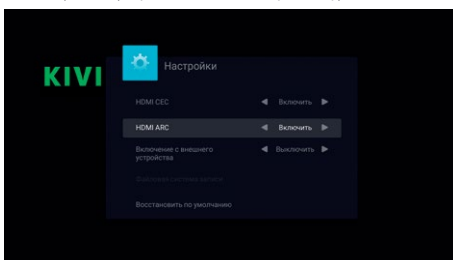 KIVI
Настройки
HDMI CEC
Включить
HDMI ARC
Включить
Включение с внешнего
устройства
Выключить
Восстановить по умолчанию